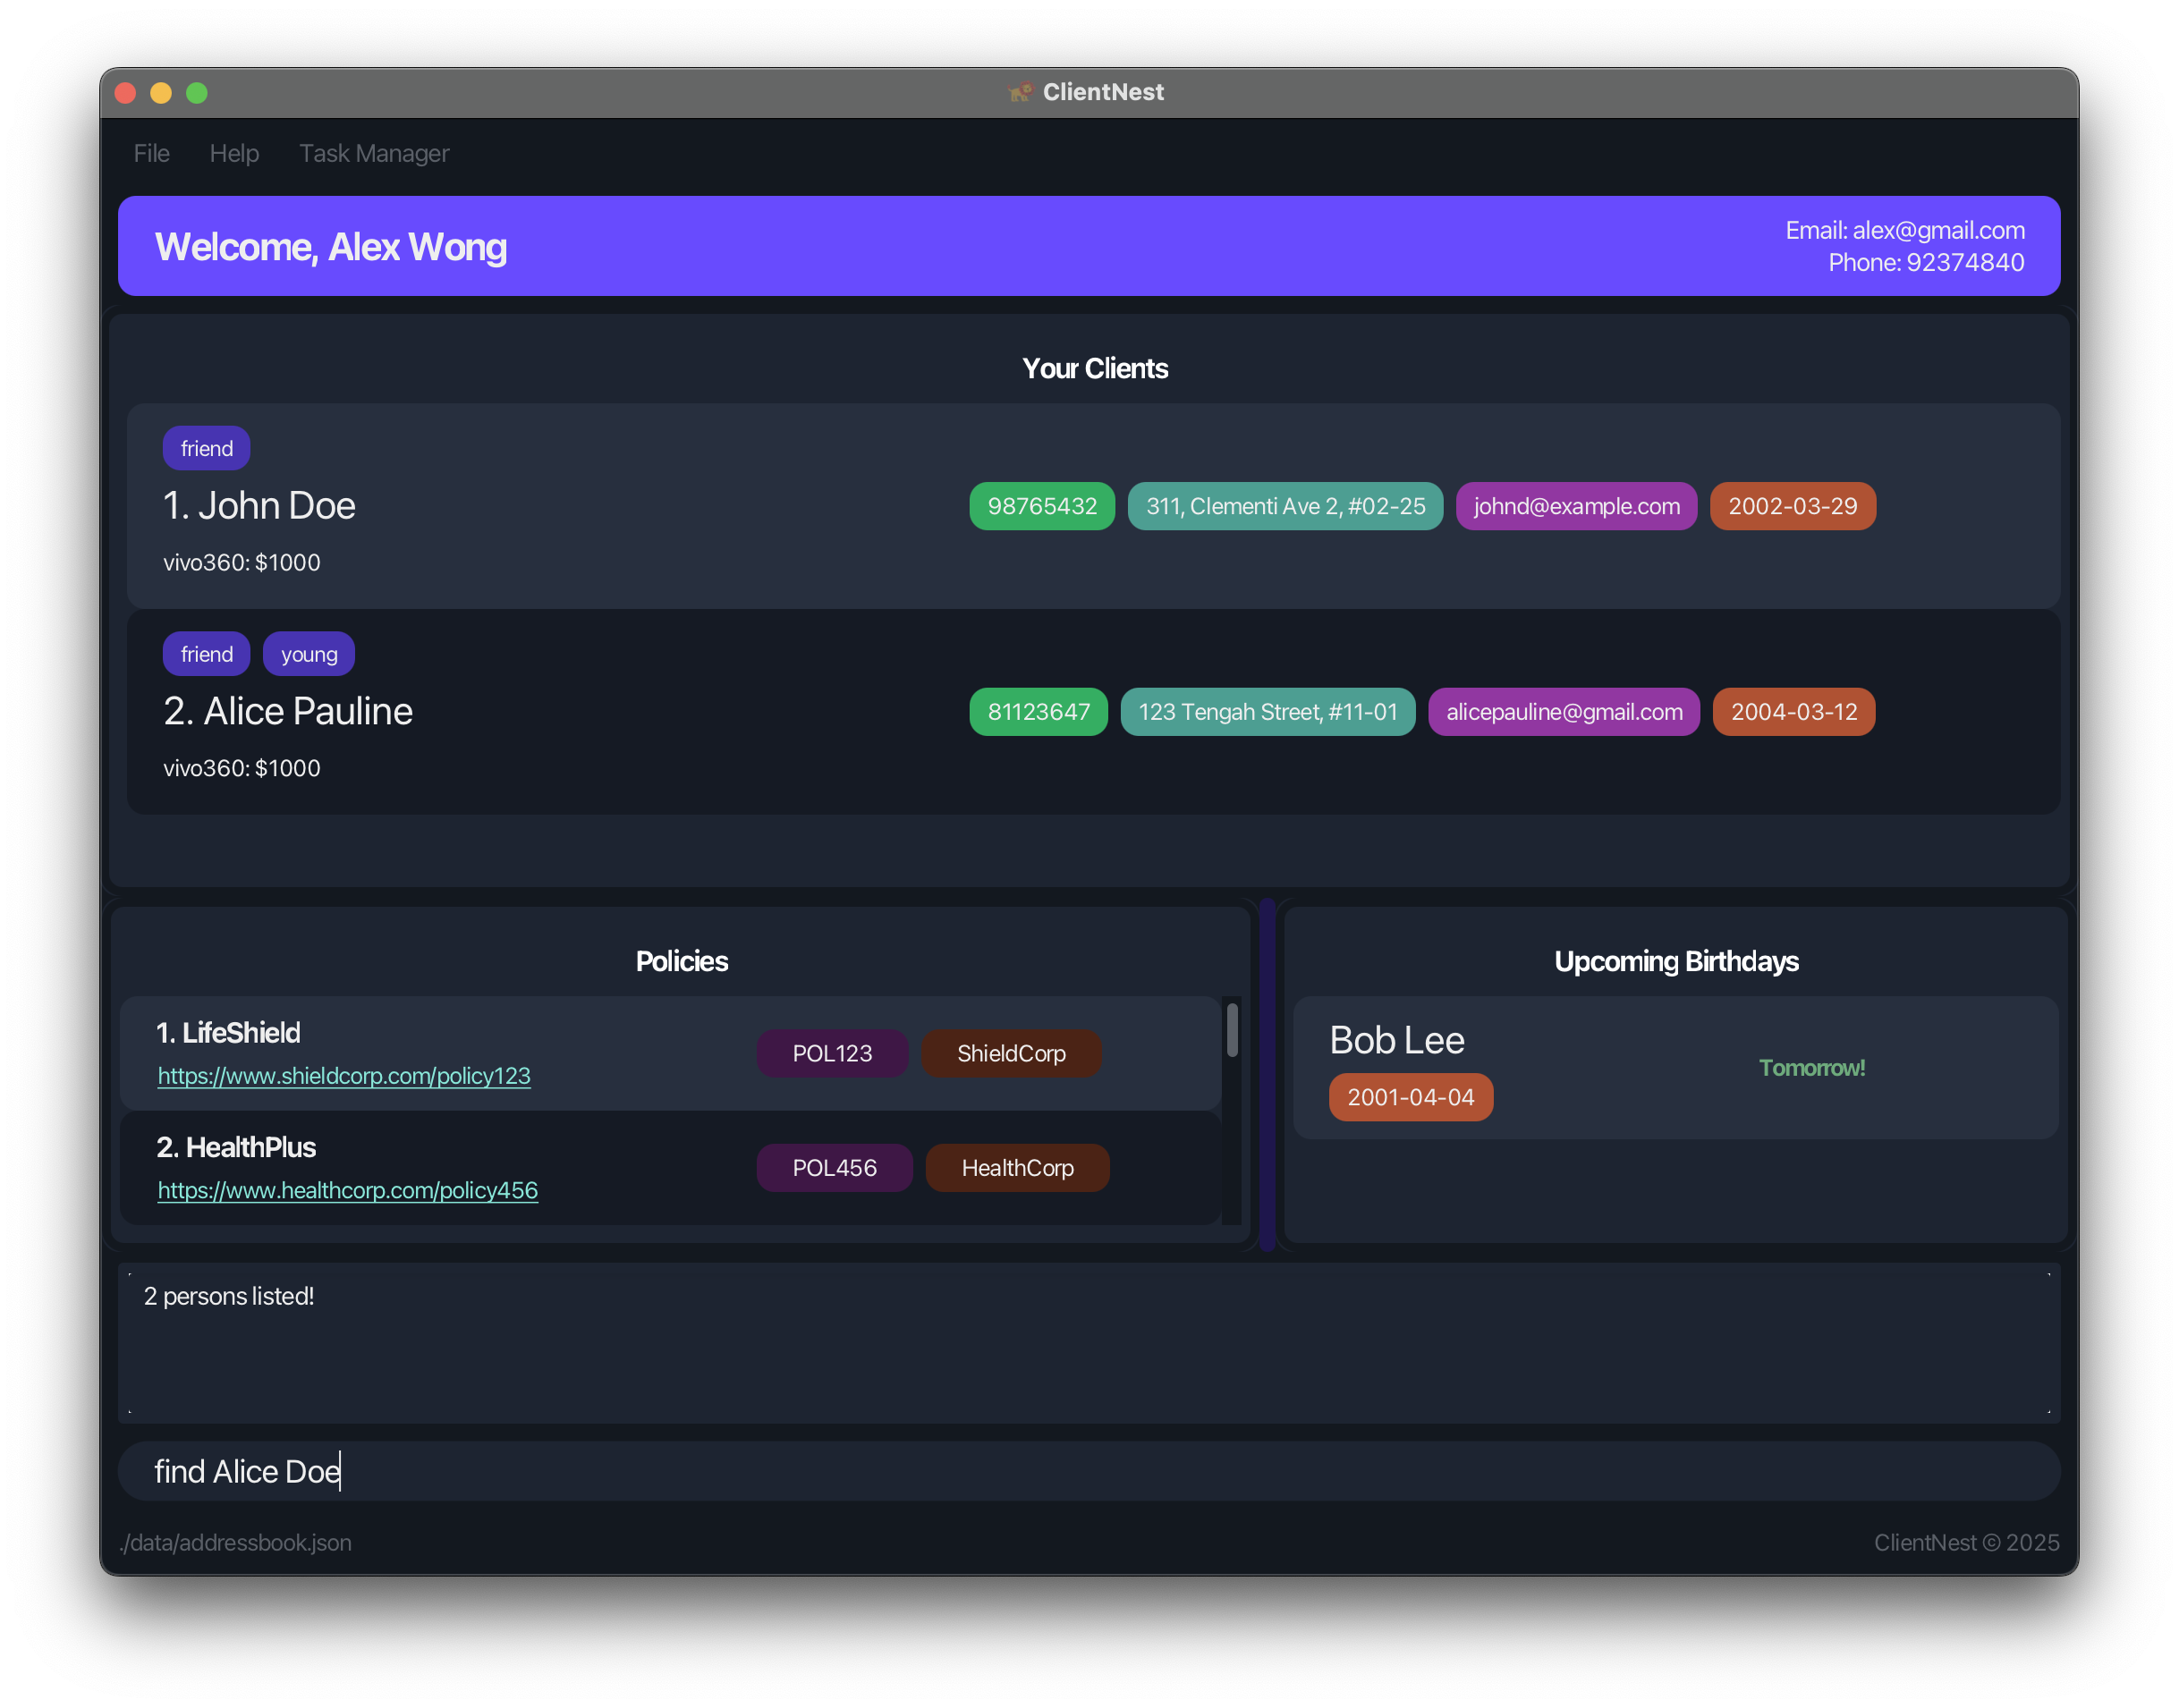 ClientNest
File Help Task Manager
Welcome, Alex Wong
Email: alex@gmail.com
Phone: 92374840
Your Clients
friend
1. John Doe
98765432 311, Clementi Ave 2, #02-25 johnd@example.com 2002-03-29
vivo360: $1000
friend young
2. Alice Pauline
81123647 123 Tengah Street, #11-01 alicepauline@gmail.com 2004-03-12
vivo360: $1000
Policies
1. LifeShield
https://www.shieldcorp.com/policy123
POL123 ShieldCorp
2. HealthPlus
https://www.healthcorp.com/policy456
POL456 HealthCorp
Upcoming Birthdays
Bob Lee
2001-04-04
Tomorrow!
2 persons listed!
find Alice Doe
./data/addressbook.json
ClientNest © 2025